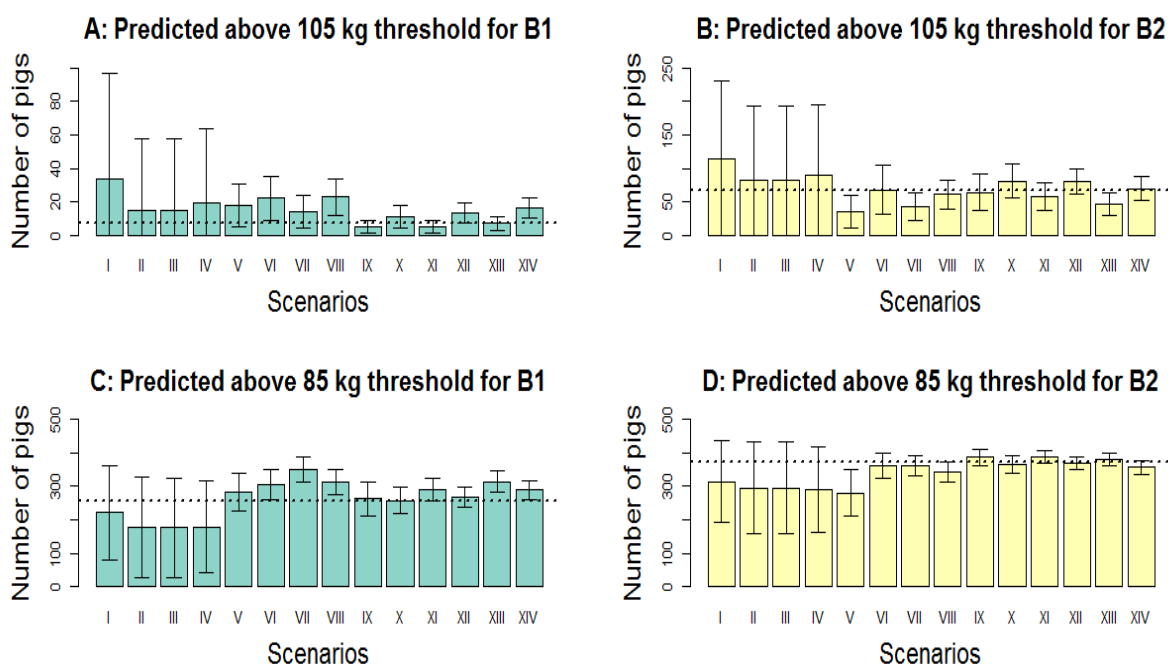 A: Predicted above 105 kg threshold for B1
Number of pigs
0 20 40 60 80
I II III IV V VI VII VIII IX X XI XII XIII XIV
Scenarios
B: Predicted above 105 kg threshold for B2
Number of pigs
0 50 150 250
I II III IV V VI VII VIII IX X XI XII XIII XIV
Scenarios
C: Predicted above 85 kg threshold for B1
Number of pigs
0 100 300 500
I II III IV V VI VII VIII IX X XI XII XIII XIV
Scenarios
D: Predicted above 85 kg threshold for B2
Number of pigs
0 100 300 500
I II III IV V VI VII VIII IX X XI XII XIII XIV
Scenarios